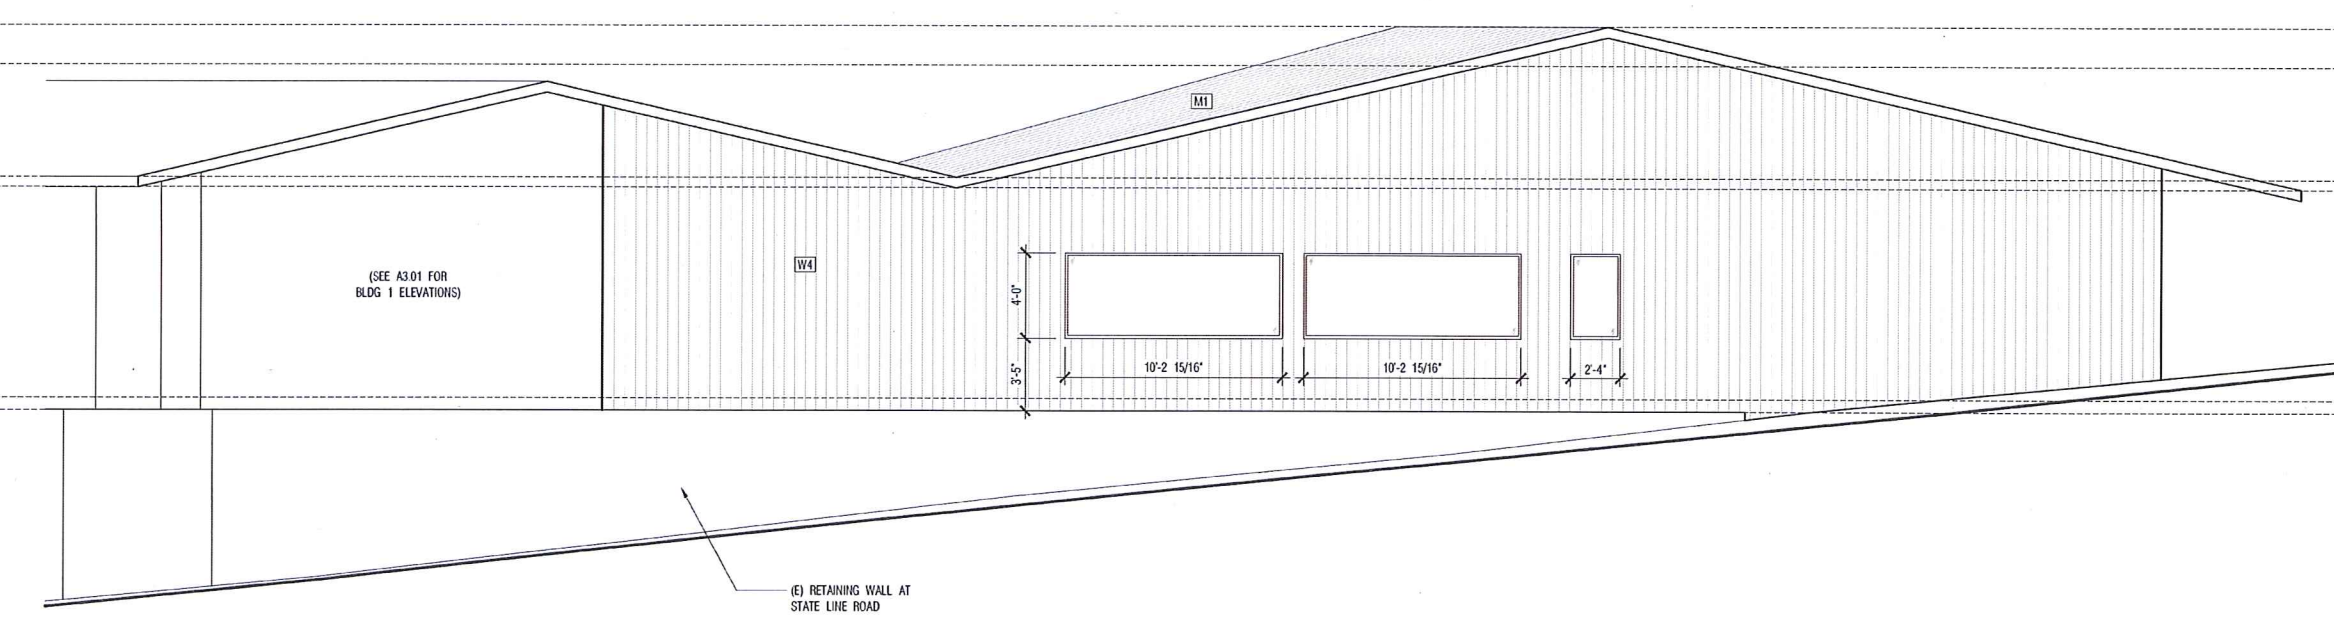 M1
(SEE A3.01 FOR
BLDG 1 ELEVATIONS)
W4
4'-0"
3'-5"
10'-2 15/16"
10'-2 15/16"
2'-4"
(E) RETAINING WALL AT
STATE LINE ROAD